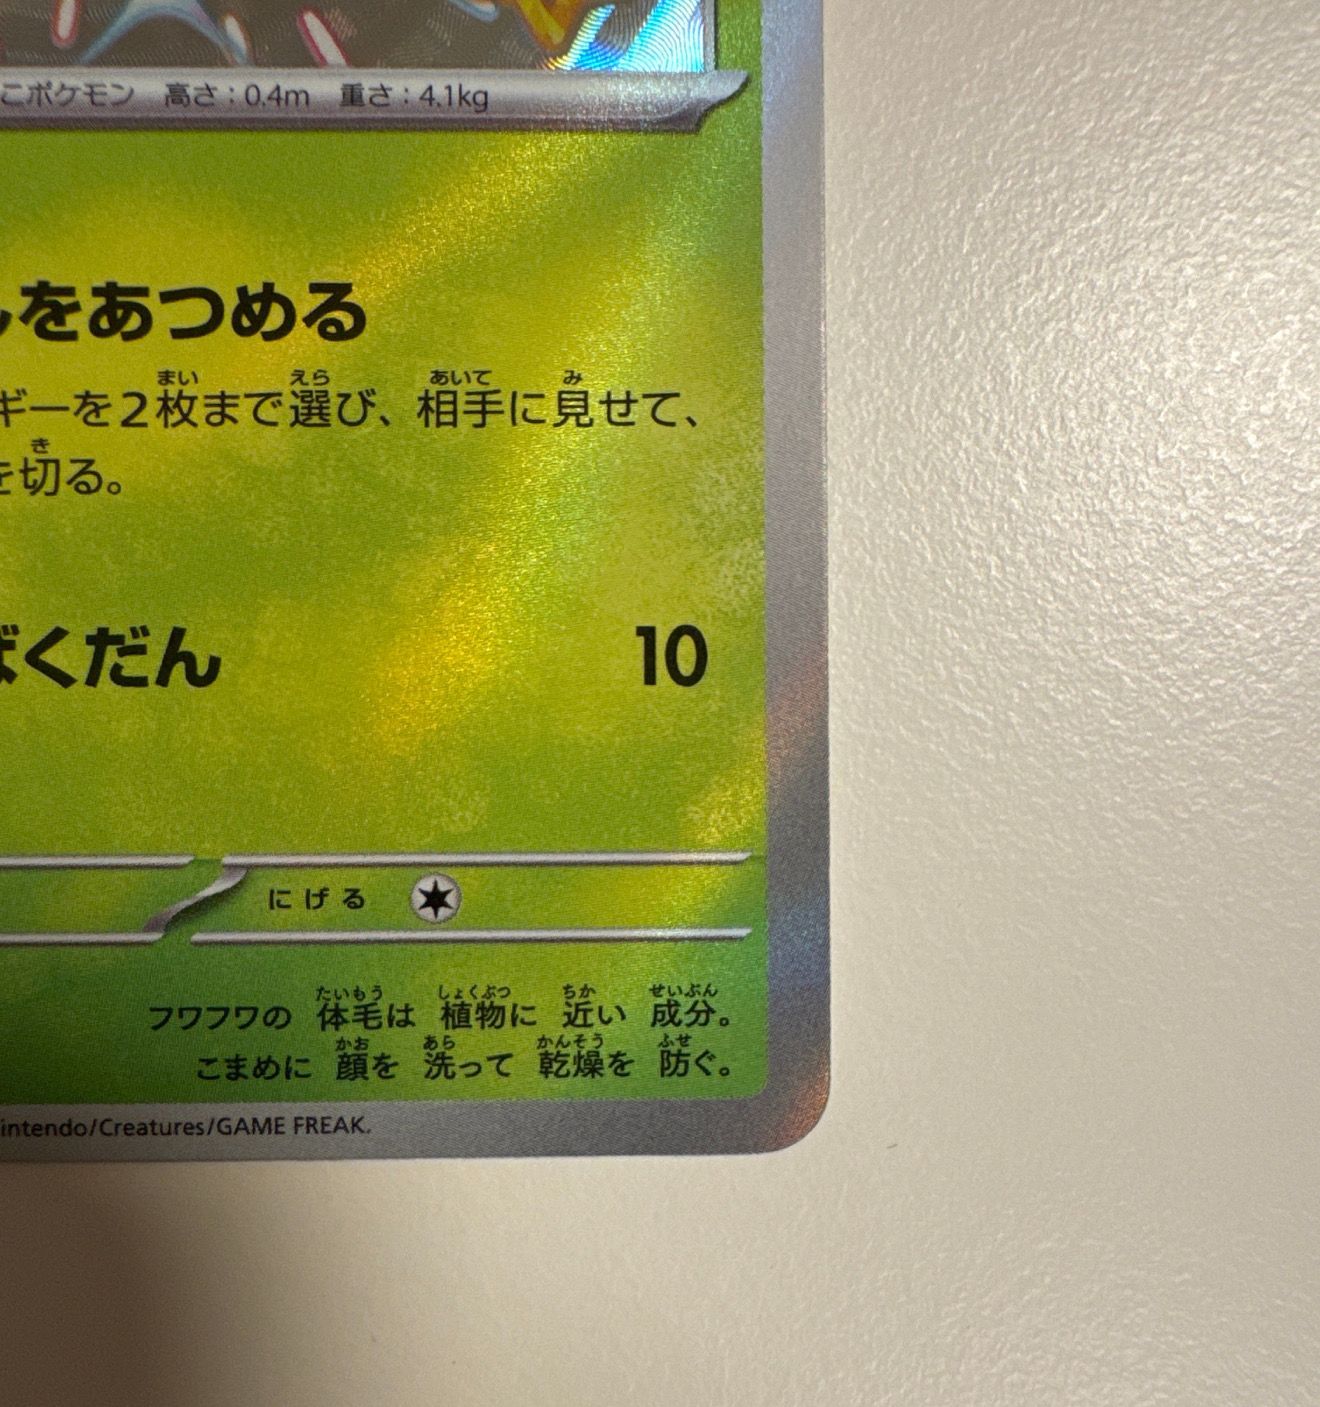 こポケモン 高さ：0.4m 重さ：4.1kg
をあつめる
ギーを2枚まで選び、相手に見せて、
を切る。
ばくだん 10
にげる
フワフワの 体毛は 植物に 近い 成分。
こまめに 顔を 洗って 乾燥を 防ぐ。
intendo/Creatures/GAME FREAK.